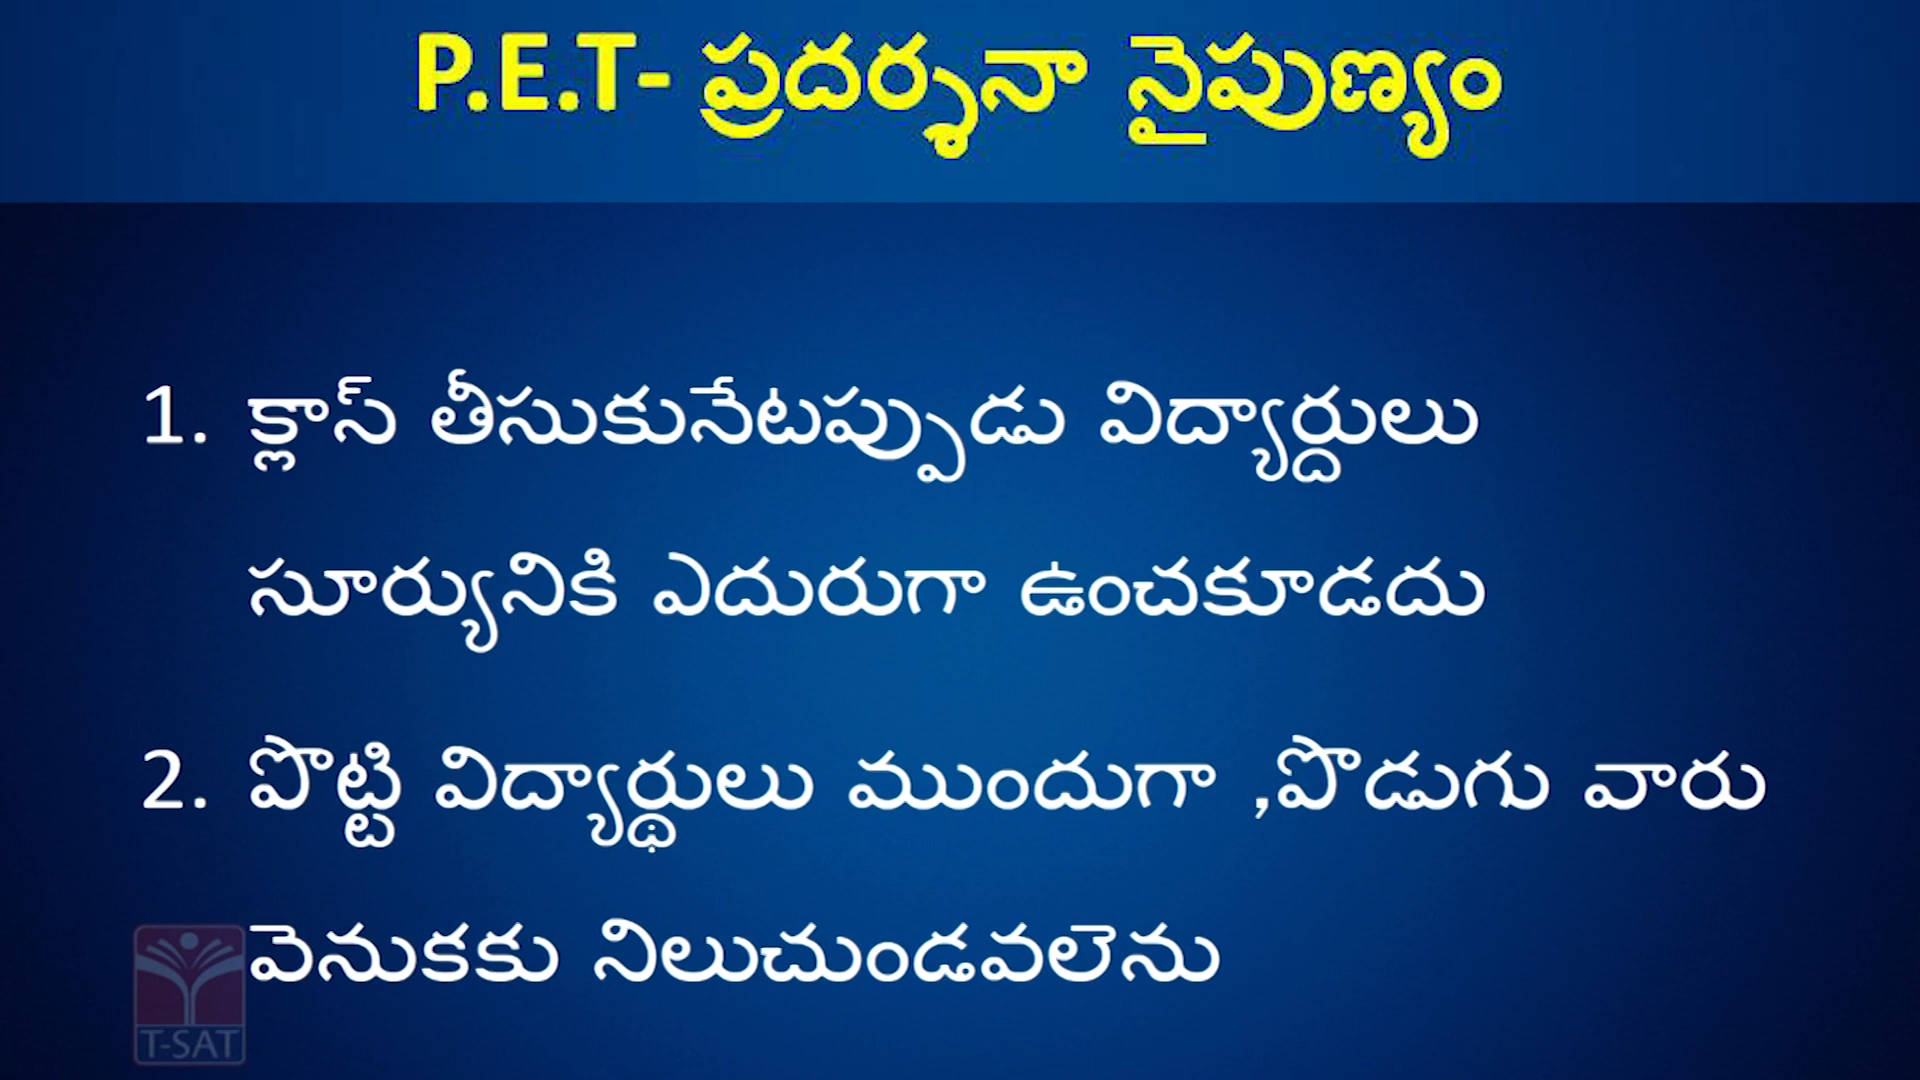 P.E.T- ప్రదర్శనా నైపుణ్యం
1. క్లాస్ తీసుకునేటప్పుడు విద్యార్దులు
సూర్యునికి ఎదురుగా ఉంచకూడదు
2. పొట్టి విద్యార్థులు ముందుగా ,పొడుగు వారు
వెనుకకు నిలుచుండవలెను
T-SAT